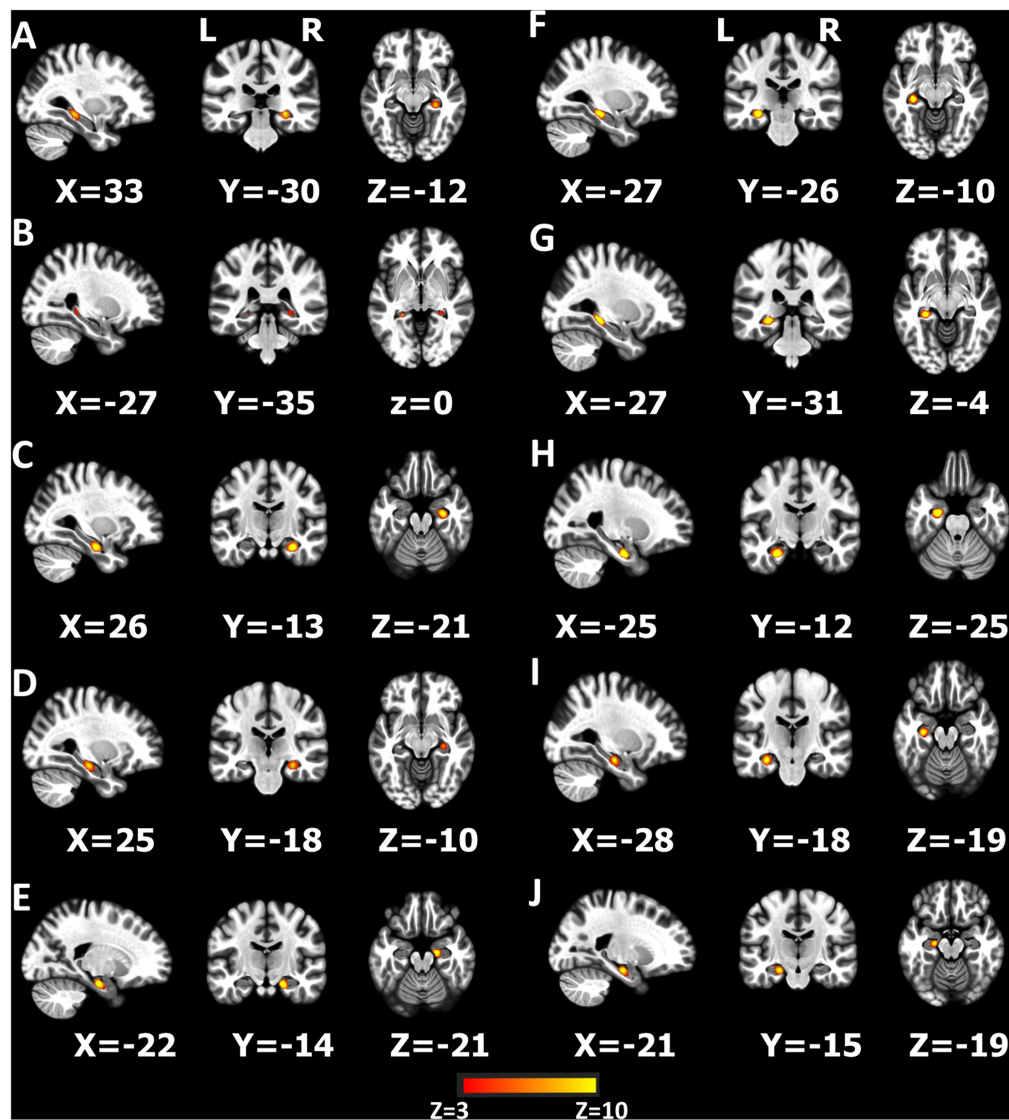 A L R F L R
X=33 Y=-30 Z=-12 X=-27 Y=-26 Z=-10
B G
X=-27 Y=-35 z=0 X=-27 Y=-31 Z=-4
C H
X=26 Y=-13 Z=-21 X=-25 Y=-12 Z=-25
D I
X=25 Y=-18 Z=-10 X=-28 Y=-18 Z=-19
E J
X=-22 Y=-14 Z=-21 X=-21 Y=-15 Z=-19
Z=3 Z=10